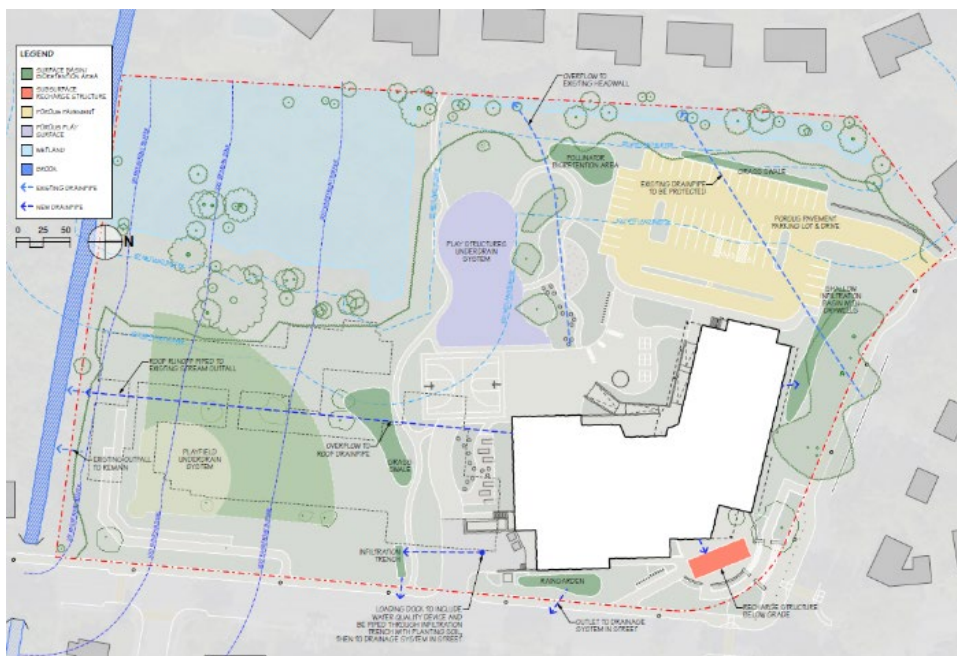 LEGEND
SURFACE BASIN/
BIORETENTION AREA
SUBSURFACE
RECHARGE STRUCTURE
POROUS PAVEMENT
POROUS PLAY
SURFACE
WETLAND
BROOK
EXISTING DRAINPIPE
NEW DRAINPIPE
0 25 50
N
OVERFLOW TO
EXISTING HEADWALL
POLLINATOR
BIORETENTION AREA
GRASS SWALE
EXISTING DRAINPIPE
TO BE PROTECTED
POROUS PAVEMENT
PARKING LOT & DRIVE
PLAY STRUCTURES
UNDERDRAIN
SYSTEM
SHALLOW
INFILTRATION
BASIN WITH
DRYWELLS
ROOF RUNOFF PIPED TO
EXISTING STREAM OUTFALL
EXISTING OUTFALL
TO REMAIN
PLAYFIELD
UNDERDRAIN
SYSTEM
OVERFLOW TO
ROOF DRAINPIPE
GRASS
SWALE
INFILTRATION
TRENCH
RAINGARDEN
LOADING DOCK TO INCLUDE
WATER QUALITY DEVICE AND
BE PIPED THROUGH INFILTRATION
TRENCH WITH PLANTING SOIL,
THEN TO DRAINAGE SYSTEM IN STREET
OUTLET TO DRAINAGE
SYSTEM IN STREET
RECHARGE STRUCTURE
BELOW GRADE